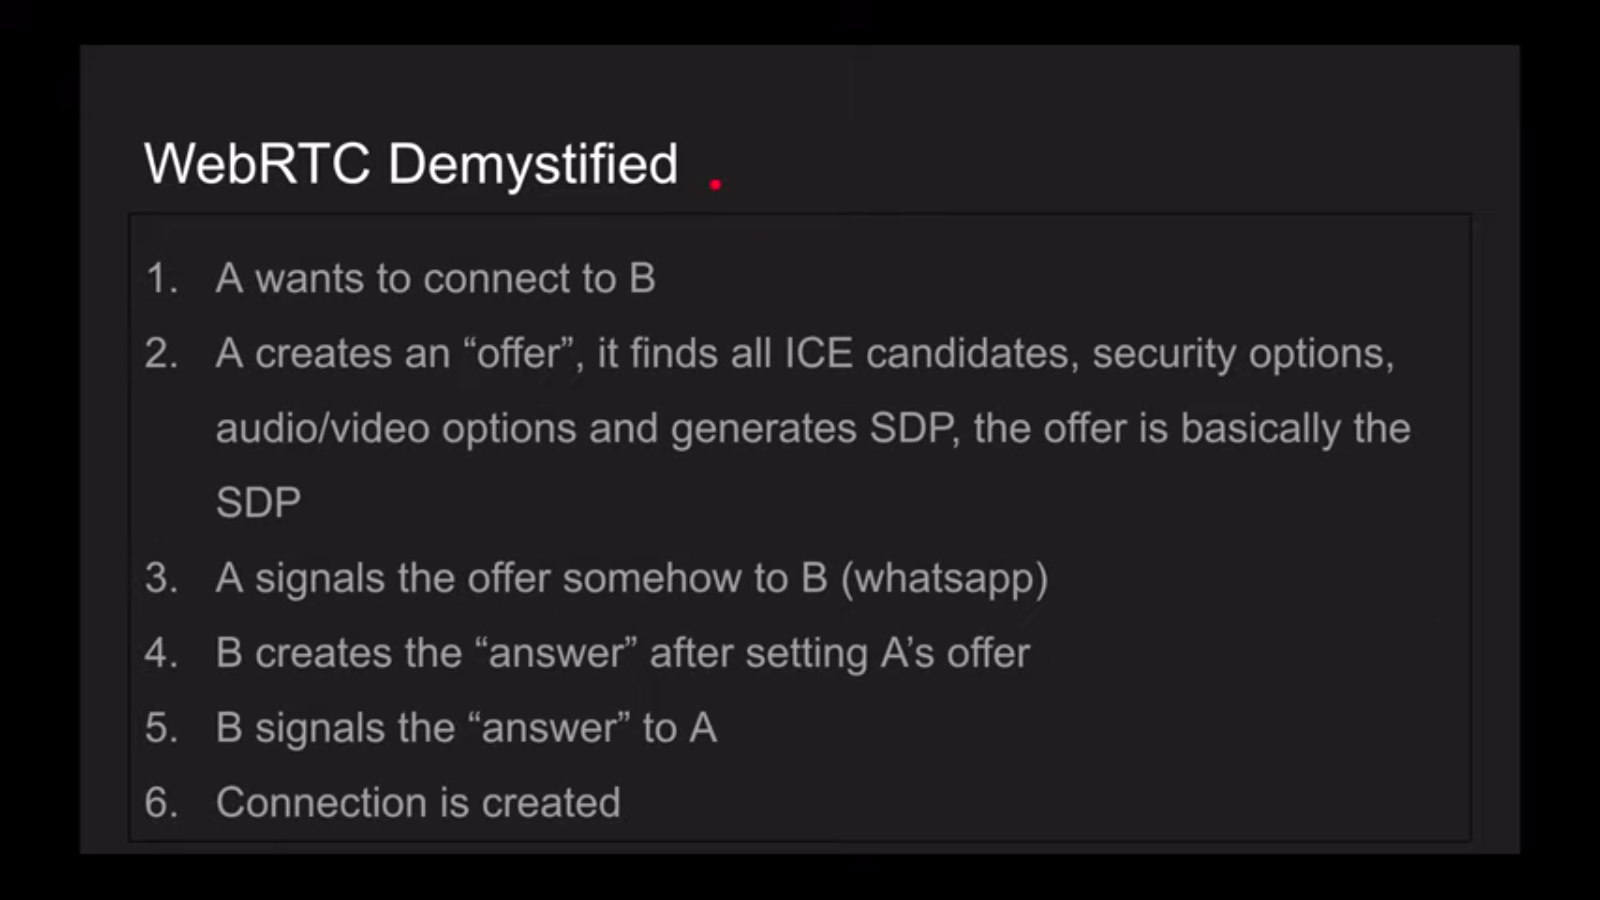 WebRTC Demystified
1. A wants to connect to B
2. A creates an “offer”, it finds all ICE candidates, security options,
audio/video options and generates SDP, the offer is basically the
SDP
3. A signals the offer somehow to B (whatsapp)
4. B creates the “answer” after setting A’s offer
5. B signals the “answer” to A
6. Connection is created